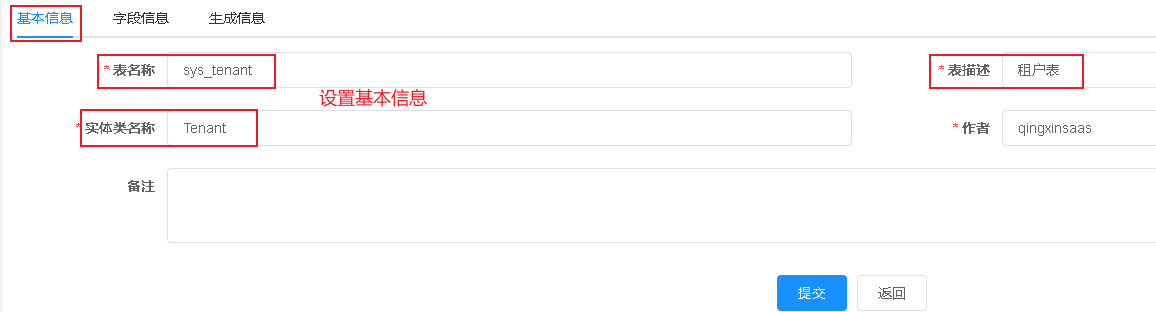 基本信息 字段信息 生成信息
* 表名称 sys_tenant * 表描述 租户表
设置基本信息
* 实体类名称 Tenant * 作者 qingxinsaas
备注
提交 返回